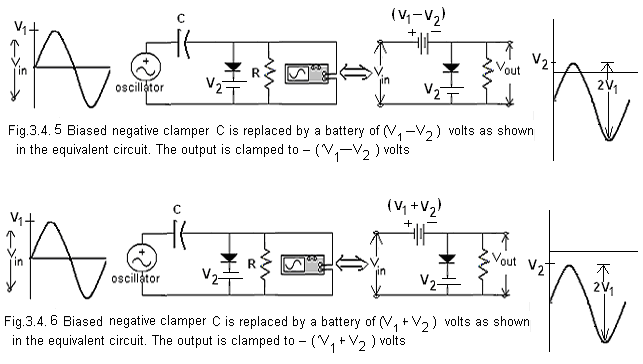 V1
Vin
C
oscillator
V2
R
(V1–V2)
+ –
Vin
V2
Vout
V2
2V1
Fig.3.4. 5 Biased negative clamper C is replaced by a battery of (V1–V2) volts as shown
in the equivalent circuit. The output is clamped to – (V1–V2 ) volts
V1
Vin
C
oscillator
V2
R
(V1+V2)
+ –
Vin
V2
Vout
V2
2V1
Fig.3.4. 6 Biased negative clamper C is replaced by a battery of (V1 + V2 ) volts as shown
in the equivalent circuit. The output is clamped to – (V1 + V2 ) volts